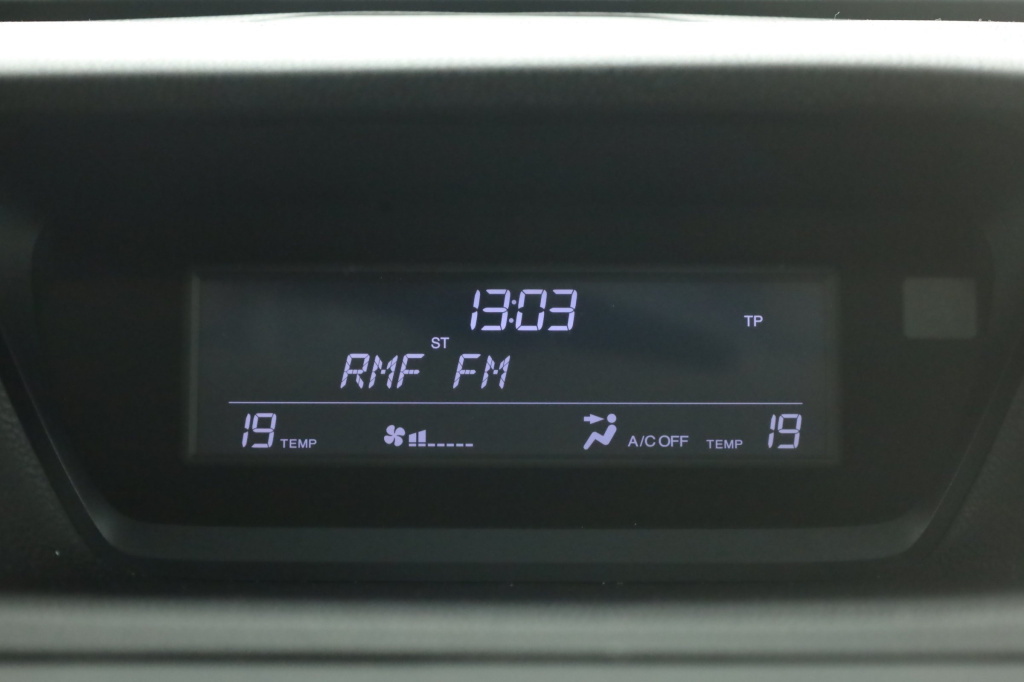 13:03
TP
ST
RMF FM
19 TEMP A/C OFF TEMP 19